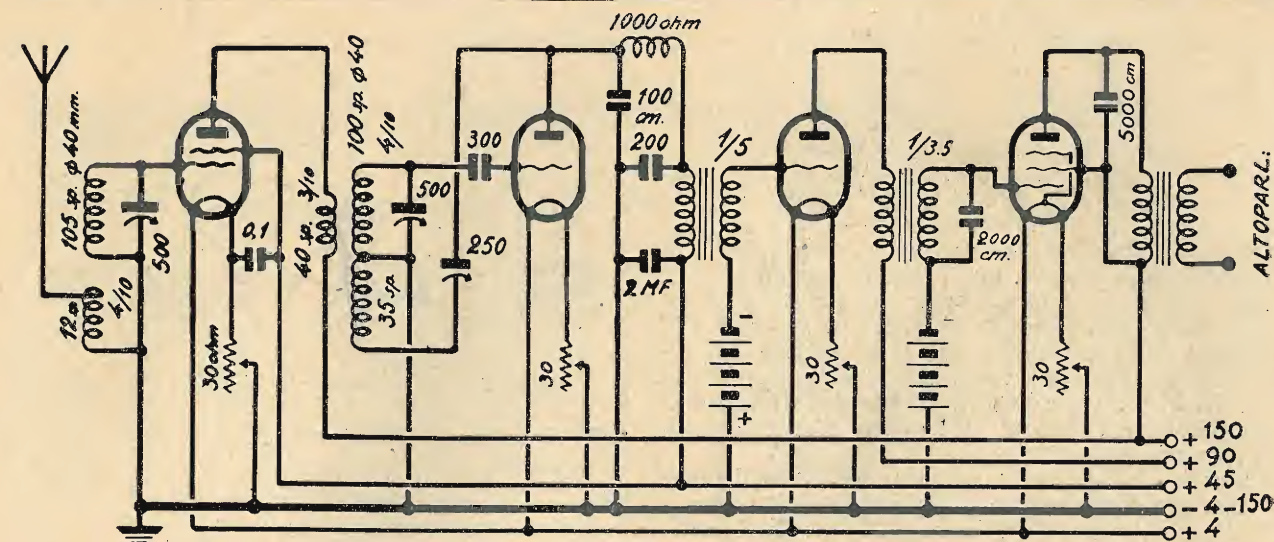 1000 ohm
105 sp. φ 40 mm.
500
12 sp.
4/10
0.1
30 ohm
40 sp. 3/10
100 sp. φ 40
4/10
500
35 sp.
250
300
30
100
cm.
200
2 MF
1/5
-
+
30
1/3.5
2000
cm.
30
5000 cm
ALTOPARL:
+ 150
+ 90
+ 45
- 4 - 150
+ 4